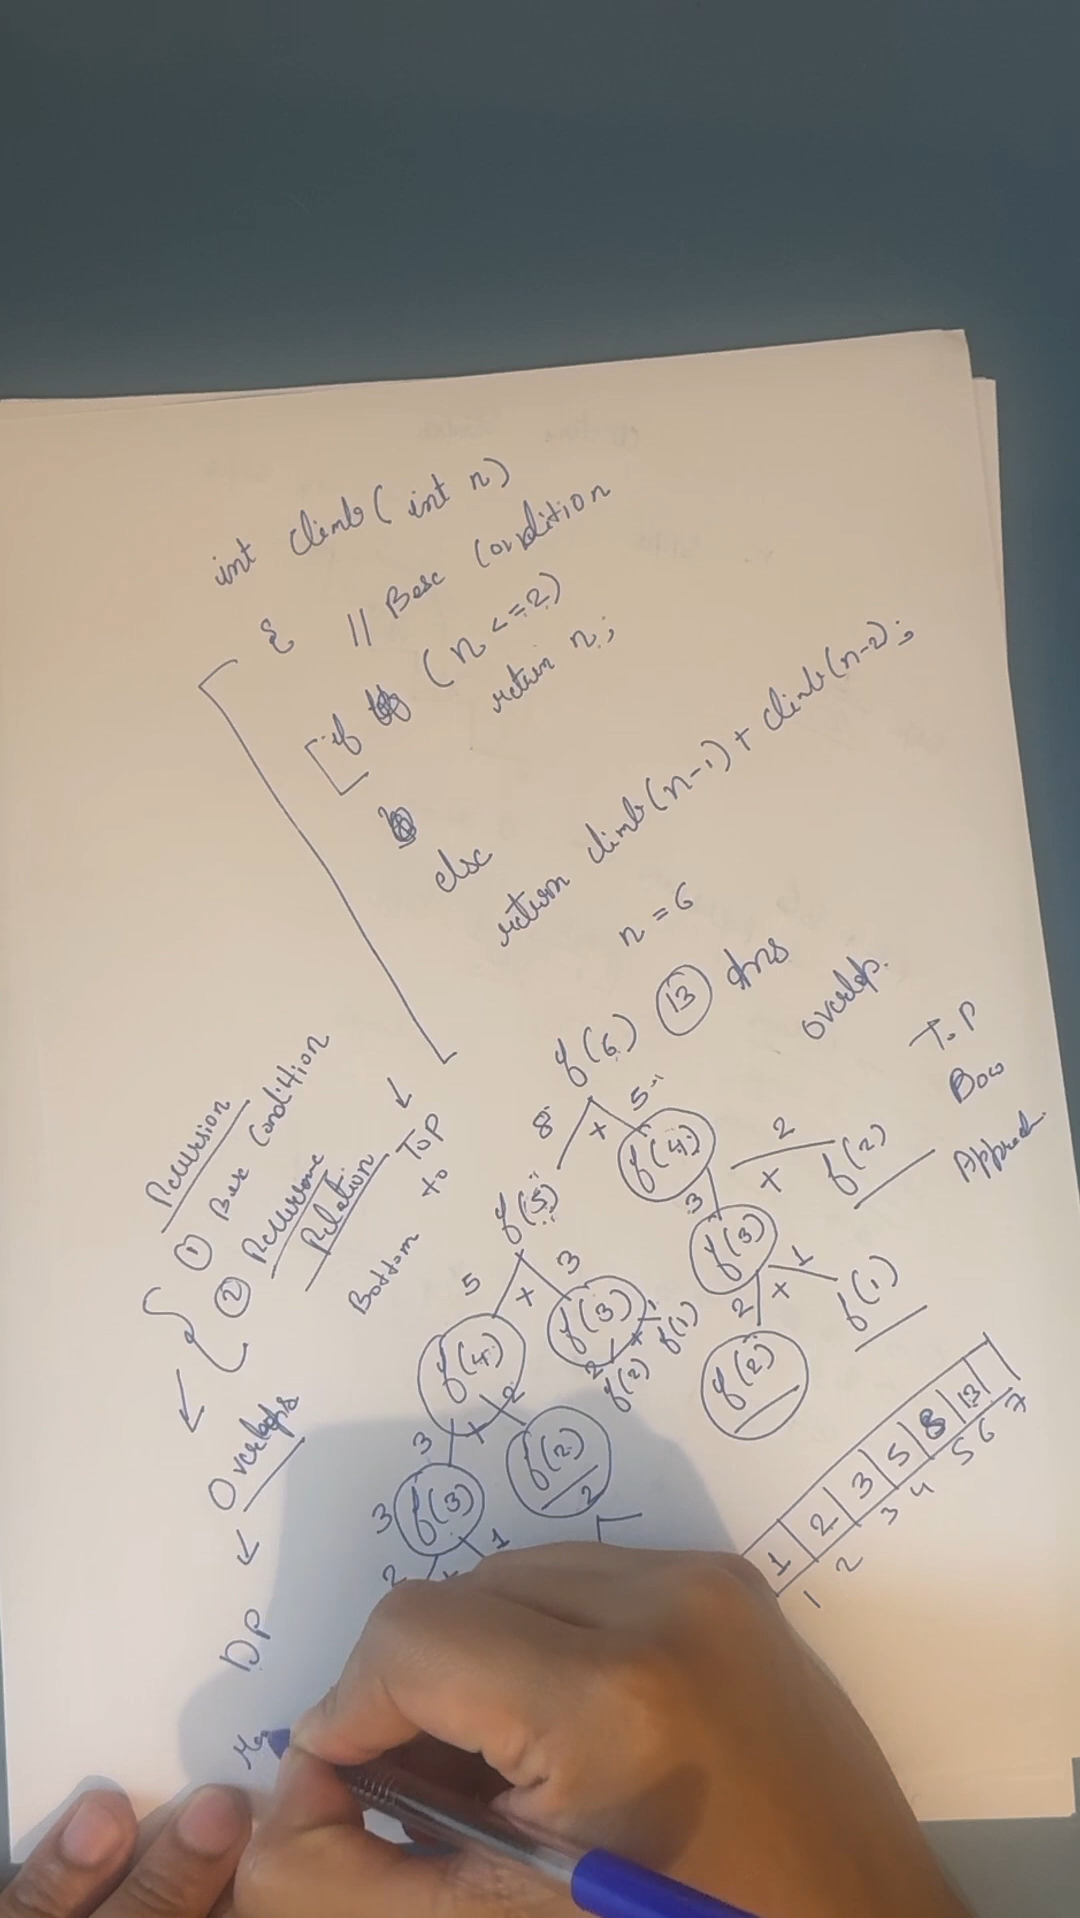 int climb( int n)
{ // Base Condition
if (n <= 2)
return n;
else
return climb(n-1) + climb(n-2);
n = 6
f(6) 13 Ans
overlap.
Top
Approach
8 + 5
f(5) f(4)
5 + 3
f(4) f(3)
3 + 2
f(3) f(2)
2 + 1
f(2) f(1)
3 + 2
f(3) f(2)
2 + 1
f(2) f(1)
3
2
2 + 1
1 2 3 5 8 13
1 2 3 4 5 6 7
Recursion
① Base Condition
② Recursive
Relation
Top
to
Bottom
Overlaps
DP